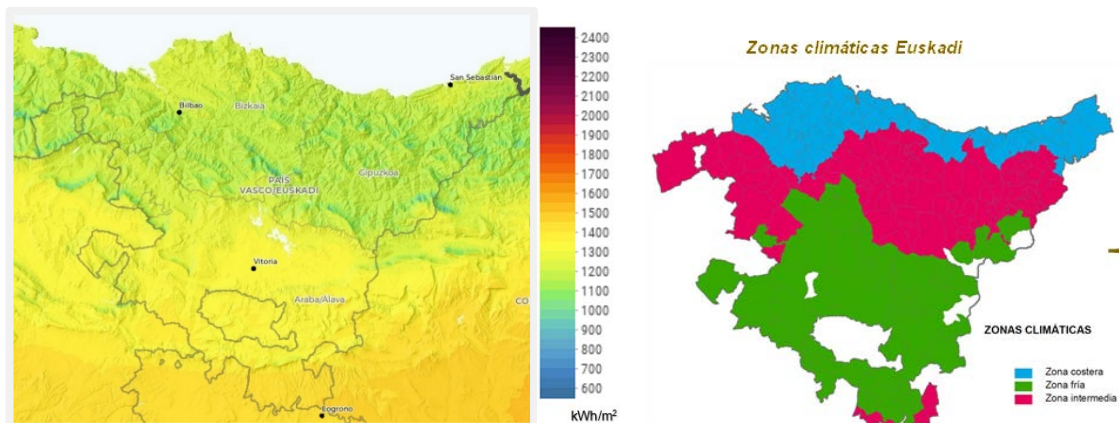 San Sebastian
Bilbao
Bizkaia
Gipuzkoa
PAÍS
VASCO/EUSKADI
Vitoria
Araba/Álava
CO
Logrono
2400
2300
2200
2100
2000
1900
1800
1700
1600
1500
1400
1300
1200
1100
1000
900
800
700
600
kWh/m²
Zonas climáticas Euskadi
ZONAS CLIMÁTICAS
Zona costera
Zona fría
Zona intermedia